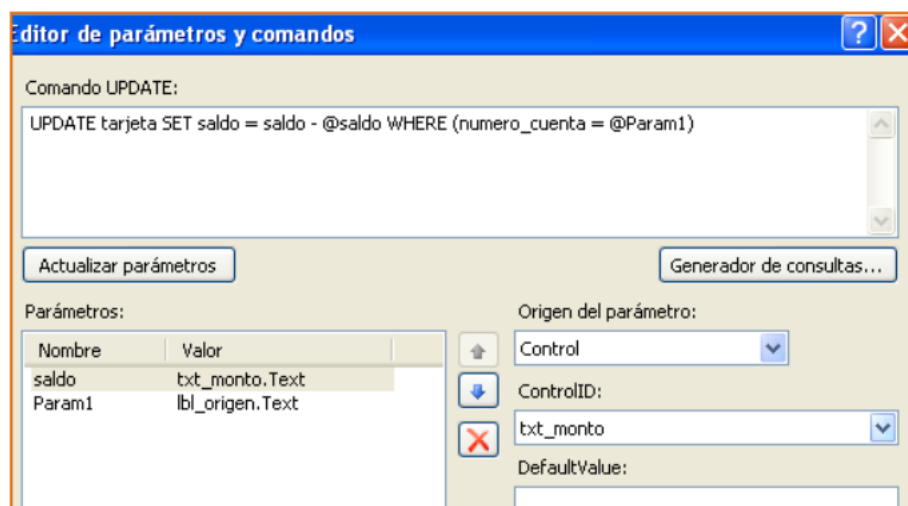 Editor de parámetros y comandos
Comando UPDATE:
UPDATE tarjeta SET saldo = saldo - @saldo WHERE (numero_cuenta = @Param1)
Actualizar parámetros
Generador de consultas...
Parámetros:
Nombre Valor
saldo txt_monto.Text
Param1 lbl_origen.Text
Origen del parámetro:
Control
ControlID:
txt_monto
DefaultValue: